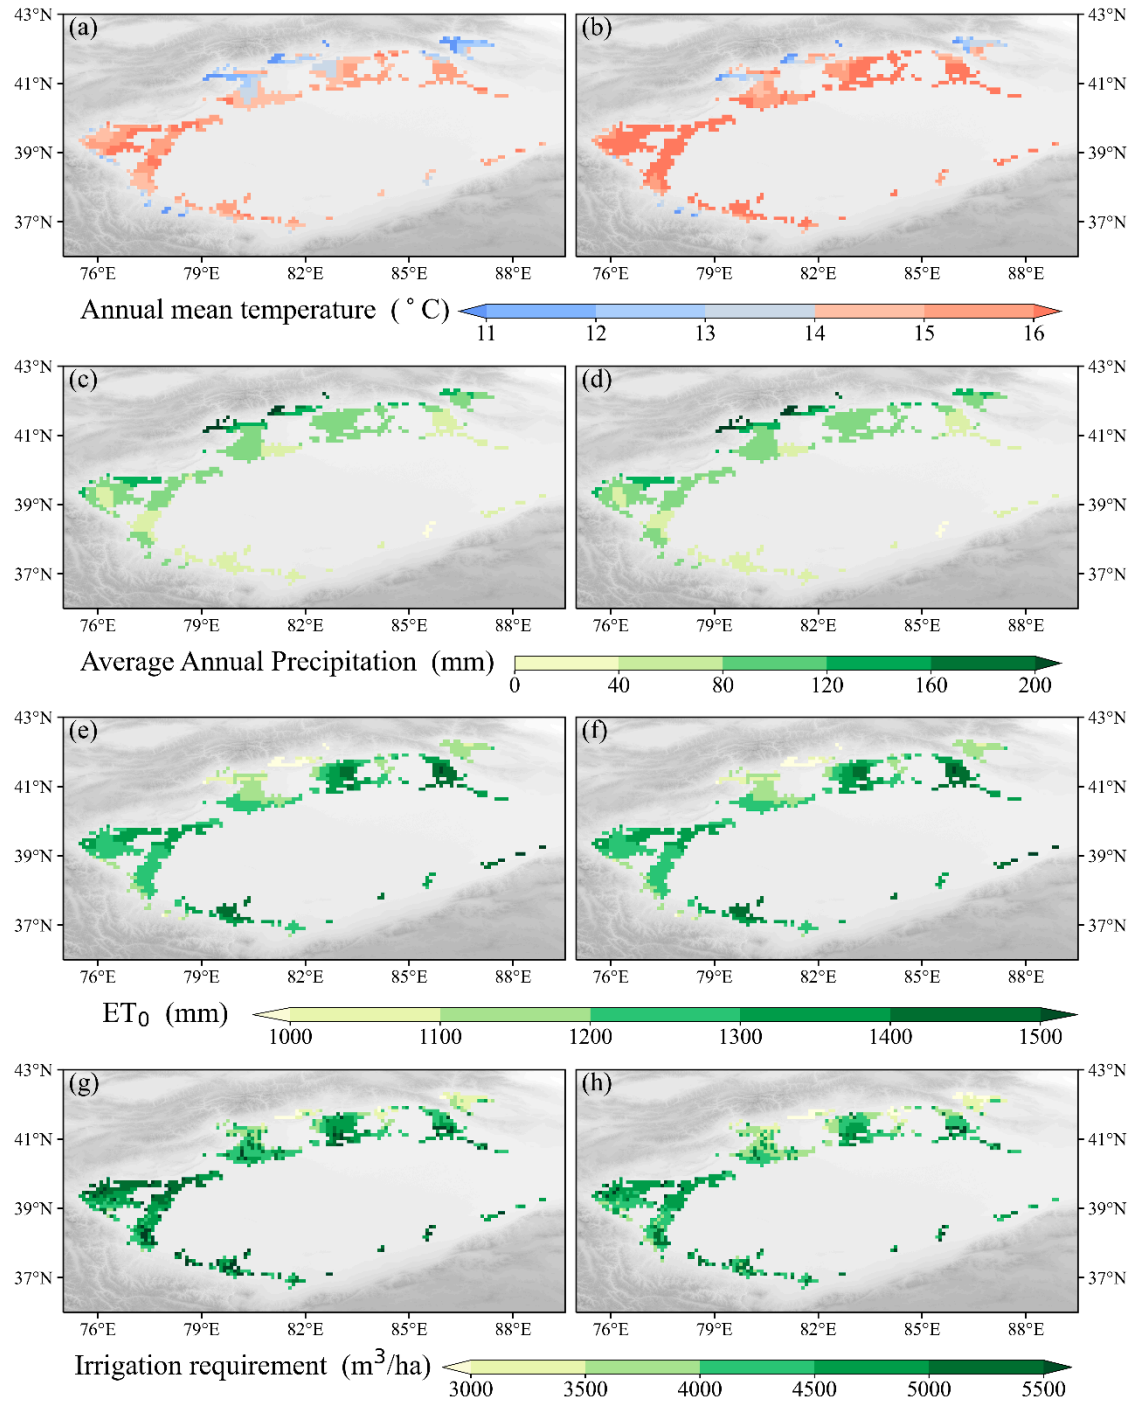 43°N (a) (b) 43°N
41°N 41°N
39°N 39°N
37°N 37°N
76°E 79°E 82°E 85°E 88°E 76°E 79°E 82°E 85°E 88°E
Annual mean temperature (°C)
11 12 13 14 15 16
43°N (c) (d) 43°N
41°N 41°N
39°N 39°N
37°N 37°N
76°E 79°E 82°E 85°E 88°E 76°E 79°E 82°E 85°E 88°E
Average Annual Precipitation (mm)
0 40 80 120 160 200
43°N (e) (f) 43°N
41°N 41°N
39°N 39°N
37°N 37°N
76°E 79°E 82°E 85°E 88°E 76°E 79°E 82°E 85°E 88°E
ET₀ (mm)
1000 1100 1200 1300 1400 1500
43°N (g) (h) 43°N
41°N 41°N
39°N 39°N
37°N 37°N
76°E 79°E 82°E 85°E 88°E 76°E 79°E 82°E 85°E 88°E
Irrigation requirement (m³/ha)
3000 3500 4000 4500 5000 5500